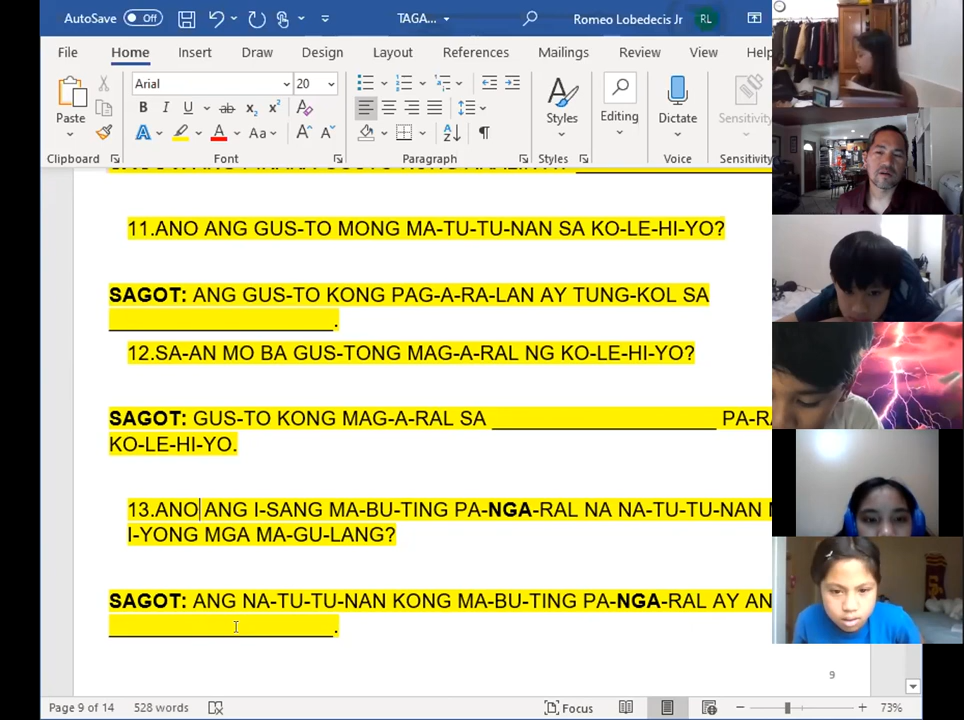 AutoSave Off TAGA... Romeo Lobedecis Jr RL
File Home Insert Draw Design Layout References Mailings Review View Help
Arial 20
Paste Styles Editing Dictate Sensitivity
Clipboard Font Paragraph Styles Voice Sensitivity
11.ANO ANG GUS-TO MONG MA-TU-TU-NAN SA KO-LE-HI-YO?
SAGOT: ANG GUS-TO KONG PAG-A-RA-LAN AY TUNG-KOL SA
____________________.
12.SA-AN MO BA GUS-TONG MAG-A-RAL NG KO-LE-HI-YO?
SAGOT: GUS-TO KONG MAG-A-RAL SA ____________________
KO-LE-HI-YO.
13.ANO ANG I-SANG MA-BU-TING PA-NGA-RAL NA NA-TU-TU-NAN
I-YONG MGA MA-GU-LANG?
SAGOT: ANG NA-TU-TU-NAN KONG MA-BU-TING PA-NGA-RAL AY
____________________.
9
Page 9 of 14 528 words Focus 73%